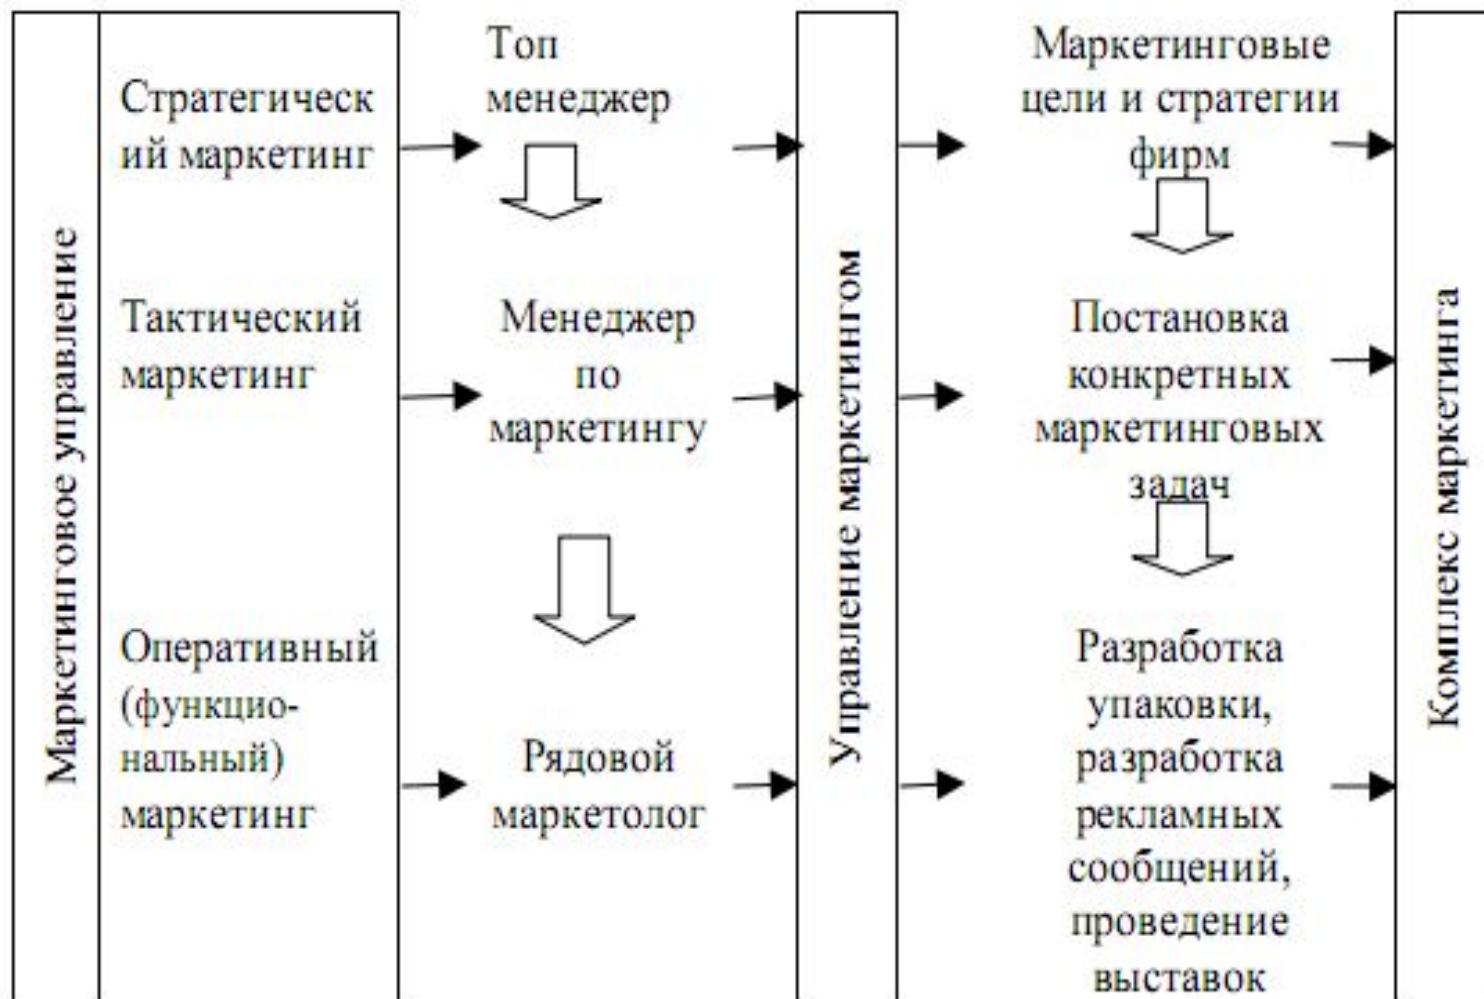 Маркетинговое управление
Стратегическ
ий маркетинг
Тактический
маркетинг
Оперативный
(функцио-
нальный)
маркетинг
Топ
менеджер
Менеджер
по
маркетингу
Рядовой
маркетолог
Управление маркетингом
Маркетинговые
цели и стратегии
фирм
Постановка
конкретных
маркетинговых
задач
Разработка
упаковки,
разработка
рекламных
сообщений,
проведение
выставок
Комплекс маркетинга